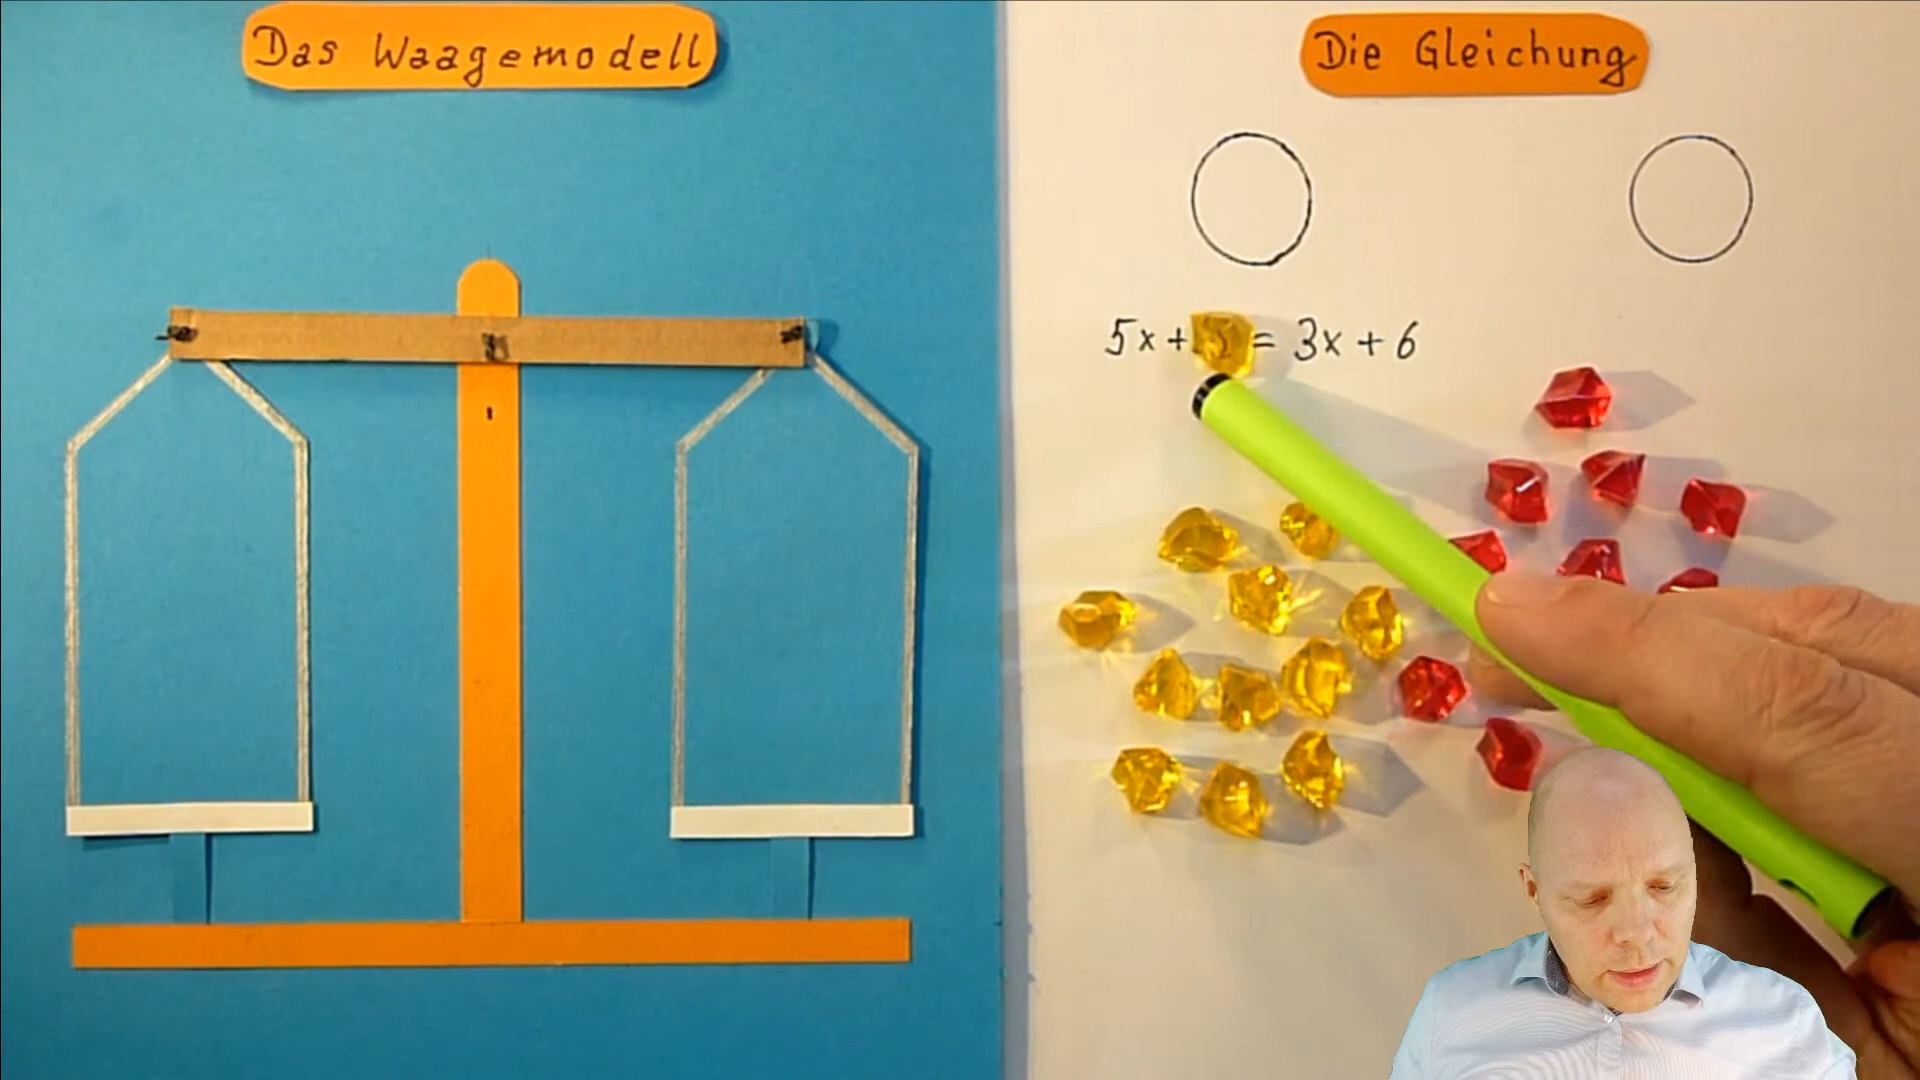 Das Waagemodell
Die Gleichung
5x + = 3x + 6